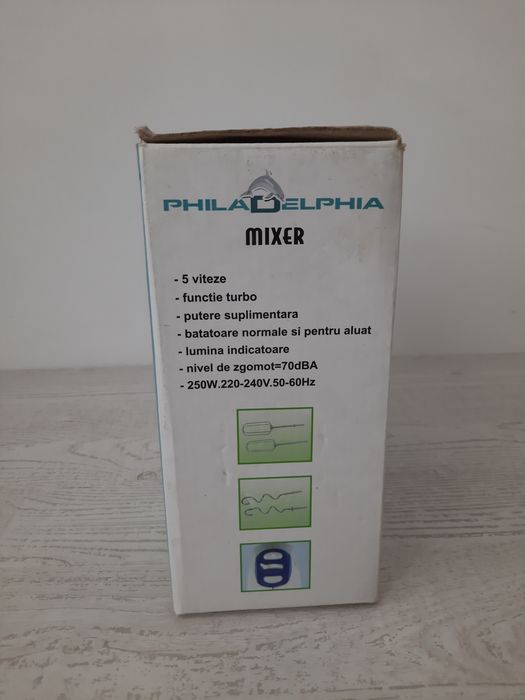 PHILADELPHIA
MIXER
- 5 viteze
- functie turbo
- putere suplimentara
- batatoare normale si pentru aluat
- lumina indicatoare
- nivel de zgomot=70dBA
- 250W.220-240V.50-60Hz